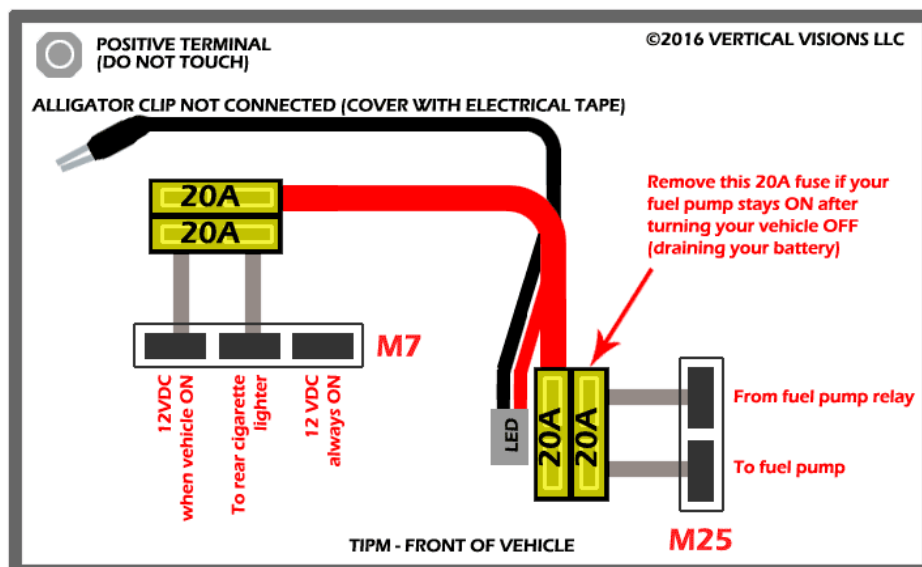 POSITIVE TERMINAL
(DO NOT TOUCH)
©2016 VERTICAL VISIONS LLC
ALLIGATOR CLIP NOT CONNECTED (COVER WITH ELECTRICAL TAPE)
20A
20A
Remove this 20A fuse if your
fuel pump stays ON after
turning your vehicle OFF
(draining your battery)
M7
12VDC
when vehicle ON
To rear cigarette
lighter
12 VDC
always ON
LED
20A
20A
From fuel pump relay
To fuel pump
M25
TIPM - FRONT OF VEHICLE